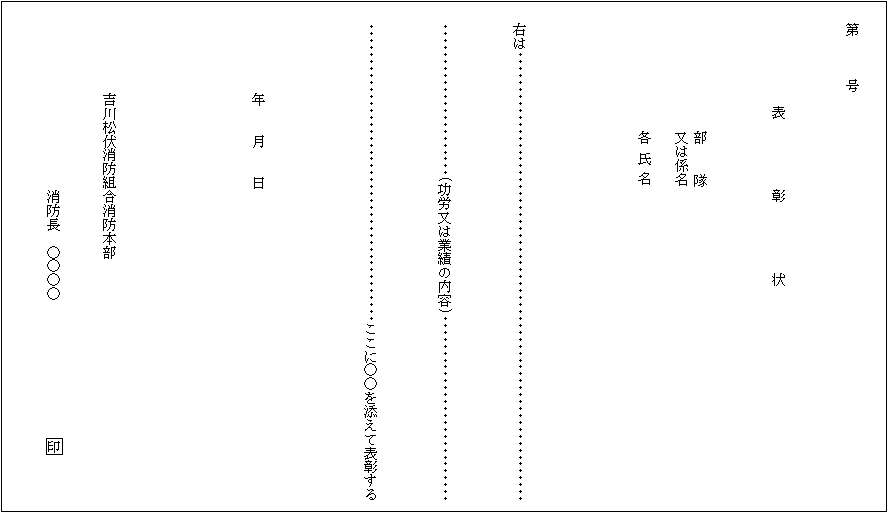 第　号
表　彰　状
部　隊
又は係名
各氏名
右は………………………………………………
………………（功労又は業績の内容）…………………
……………………………ここに〇〇を添えて表彰する
年　月　日
吉川松伏消防組合消防本部
消防長　〇〇〇〇　印